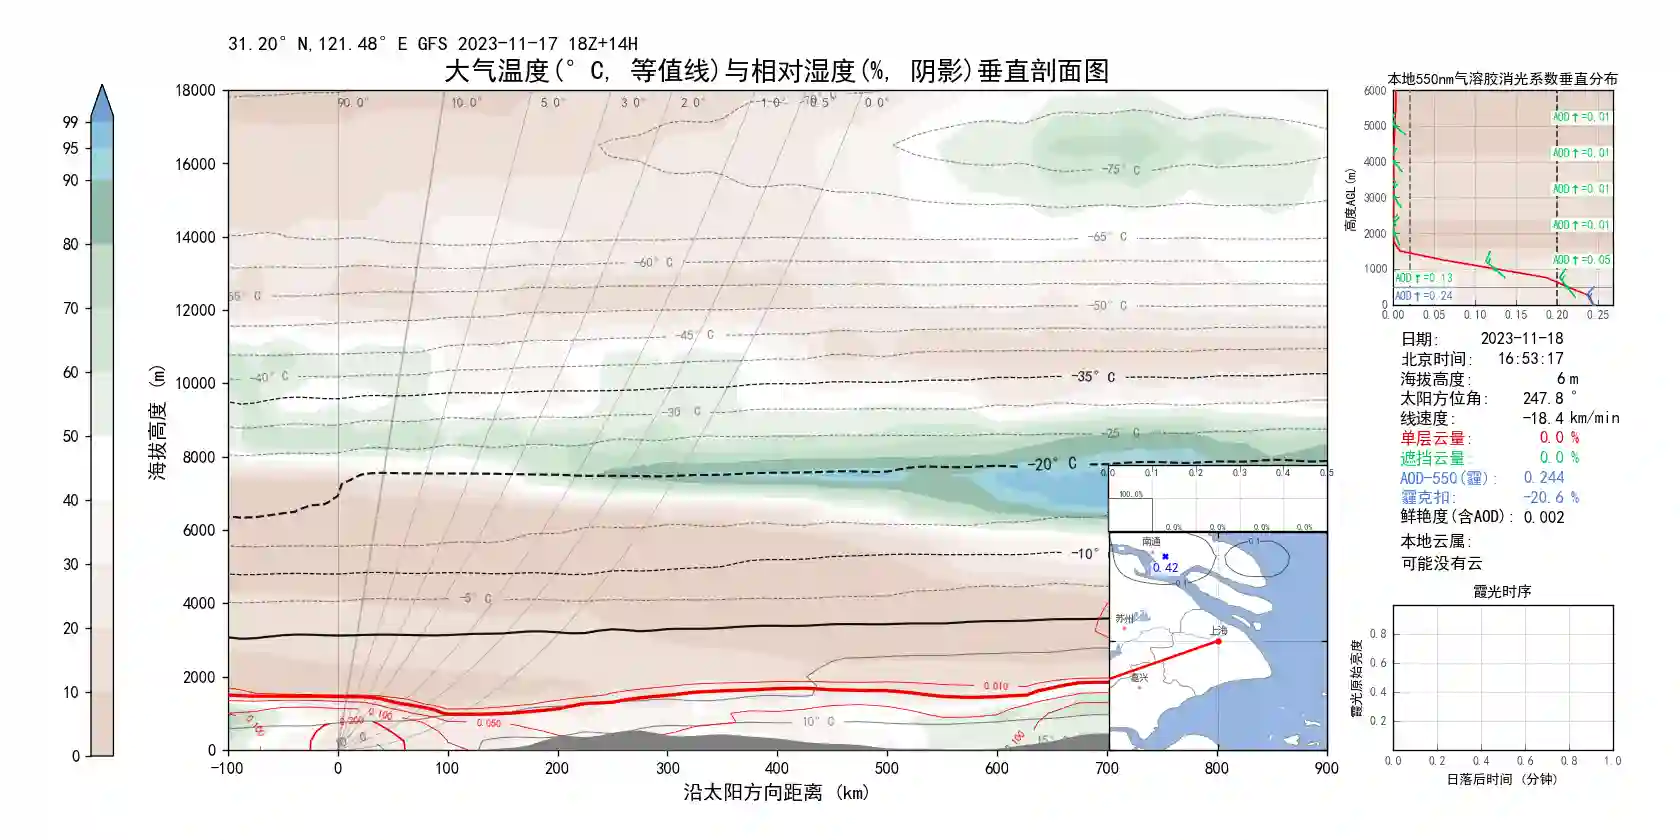 31.20° N,121.48° E GFS 2023-11-17 18Z+14H
大气温度(° C, 等值线)与相对湿度(%, 阴影)垂直剖面图
99
95
90
80
70
60
50
40
30
20
10
0
海拔高度 (m)
18000
16000
14000
12000
10000
8000
6000
4000
2000
0
90.0° 10.0° 5.0° 3.0° 2.0° 0.0°
-75° C
-65° C
-60° C
-50° C
-45° C
-40° C
-35° C
-30° C
-25° C
-20° C
-10°
-5° C
0.010
0.100
0.200
0.050
10° C
15°
-100 0 100 200 300 400 500 600 700 800 900
沿太阳方向距离 (km)
0.0 0.1 0.2 0.3 0.4 0.5
100.0%
0.0% 0.0% 0.0% 0.0%
南通
0.42
苏州
上海
嘉兴
本地550nm气溶胶消光系数垂直分布
高度AGL(m)
6000
5000
4000
3000
2000
1000
0
AOD↑=0.01
AOD↑=0.01
AOD↑=0.01
AOD↑=0.01
AOD↑=0.05
AOD↑=0.13
AOD↑=0.24
0.00 0.05 0.10 0.15 0.20 0.25
日期: 2023-11-18
北京时间: 16:53:17
海拔高度: 6 m
太阳方位角: 247.8 °
线速度: -18.4 km/min
单层云量: 0.0 %
遮挡云量: 0.0 %
AOD-550(霾): 0.244
霾克扣: -20.6 %
鲜艳度(含AOD): 0.002
本地云属:
可能没有云
霞光时序
霞光原始亮度
0.8
0.6
0.4
0.2
0.0 0.2 0.4 0.6 0.8 1.0
日落后时间 (分钟)